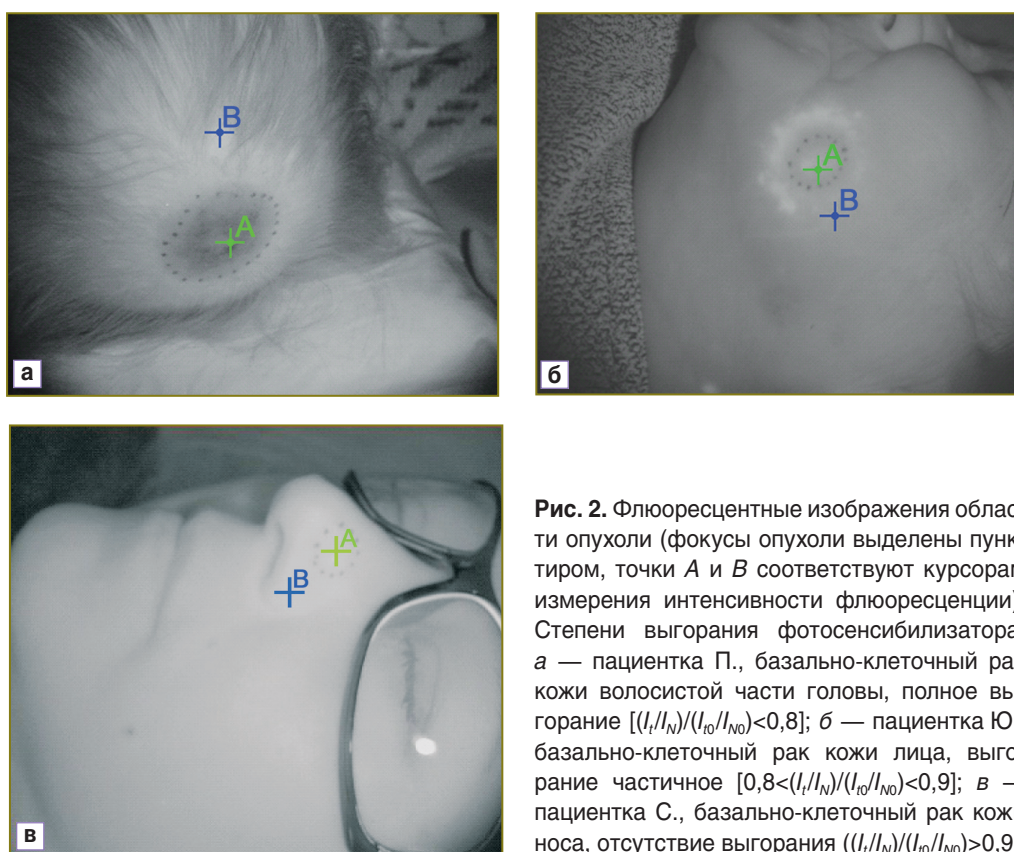 B
A
а
A
B
б
A
B
в
Рис. 2. Флюоресцентные изображения облас
ти опухоли (фокусы опухоли выделены пунк
тиром, точки A и B соответствуют курсорам
измерения интенсивности флюоресценции)
Степени выгорания фотосенсибилизатора
а — пациентка П., базально-клеточный ра
кожи волосистой части головы, полное вы
горание [(It/IN)/(It0/IN0)<0,8]; б — пациентка Ю
базально-клеточный рак кожи лица, выго
рание частичное [0,8<(It/IN)/(It0/IN0)<0,9]; в —
пациентка С., базально-клеточный рак кож
носа, отсутствие выгорания ((It/IN)/(It0/IN0)>0,9